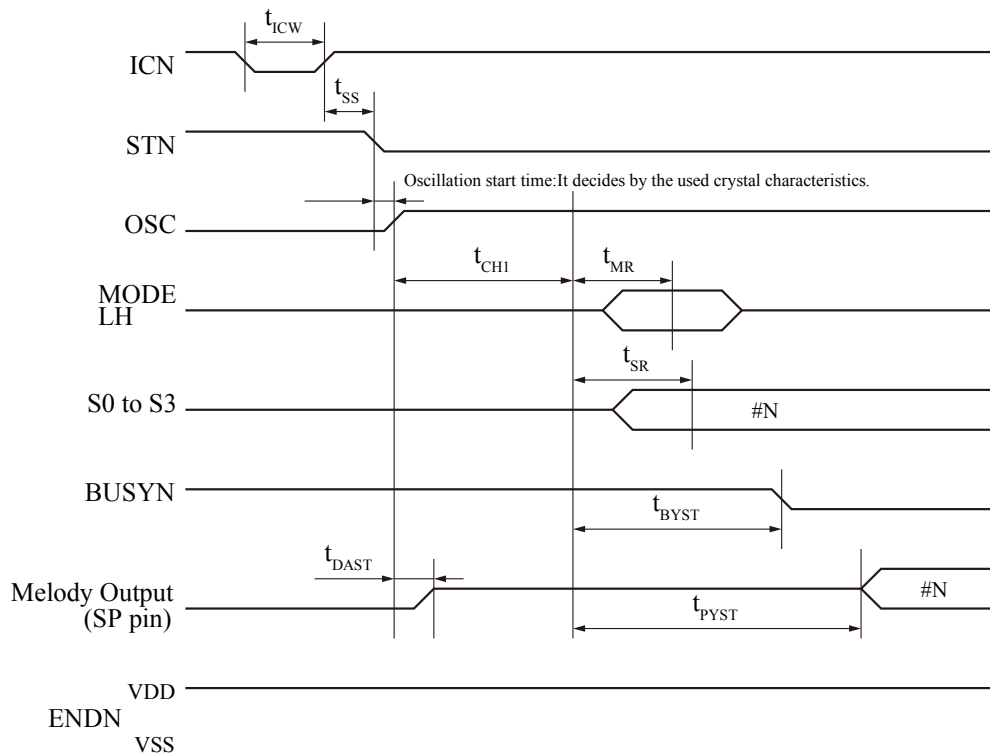 tICW
ICN
tSS
STN
Oscillation start time:It decides by the used crystal characteristics.
OSC
tCH1
tMR
MODE
LH
tSR
S0 to S3
#N
BUSYN
tBYST
tDAST
Melody Output
(SP pin)
#N
tPYST
VDD
ENDN
VSS